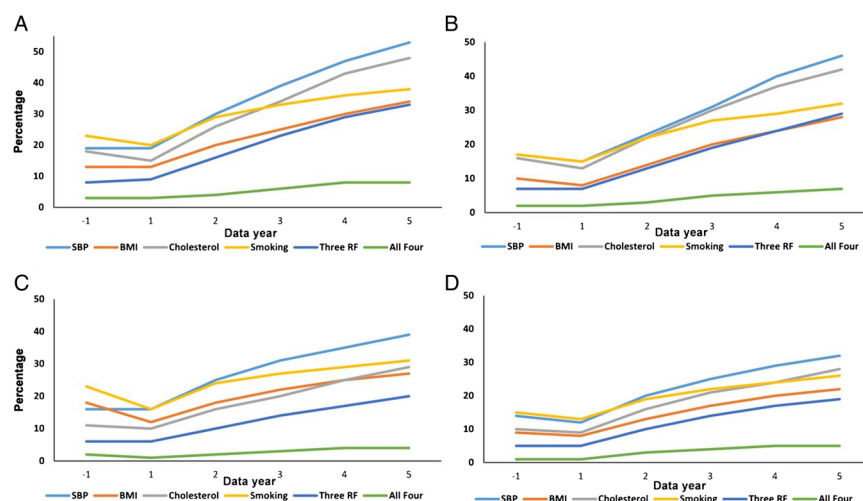 A
Percentage
50
40
30
20
10
0
-1 1 2 3 4 5
Data year
SBP BMI Cholesterol Smoking Three RF All Four
B
50
40
30
20
10
0
-1 1 2 3 4 5
Data year
SBP BMI Cholesterol Smoking Three RF All Four
C
Percentage
50
40
30
20
10
0
-1 1 2 3 4 5
Data year
SBP BMI Cholesterol Smoking Three RF All Four
D
50
40
30
20
10
0
-1 1 2 3 4 5
Data year
SBP BMI Cholesterol Smoking Three RF All Four